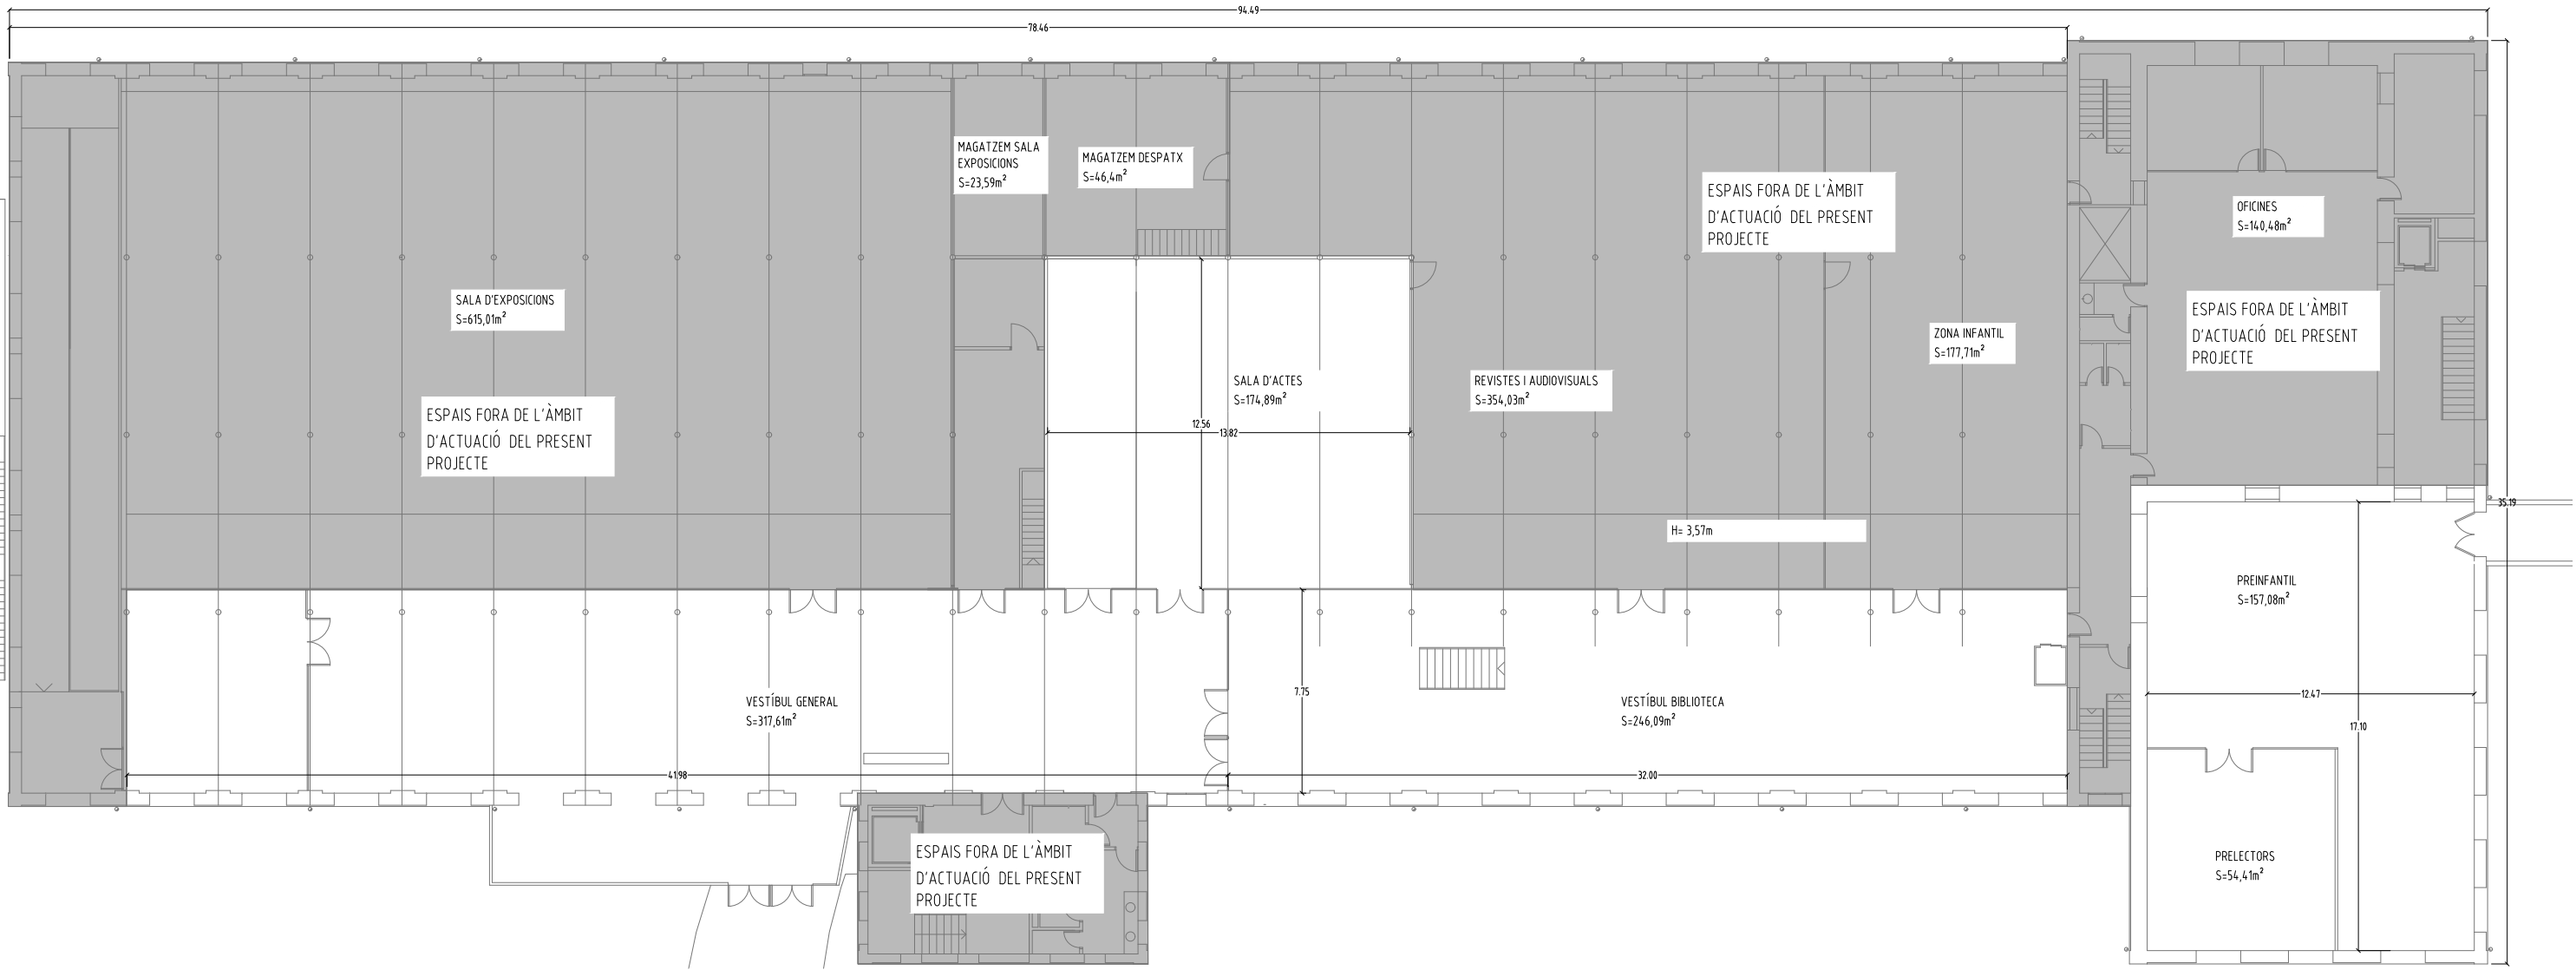 94.49
78.46
MAGATZEM SALA
EXPOSICIONS
S=23,59m²
MAGATZEM DESPATX
S=46,4m²
ESPAIS FORA DE L'ÀMBIT
D'ACTUACIÓ DEL PRESENT
PROJECTE
OFICINES
S=140,48m²
SALA D'EXPOSICIONS
S=615,01m²
ESPAIS FORA DE L'ÀMBIT
D'ACTUACIÓ DEL PRESENT
PROJECTE
ZONA INFANTIL
S=177,71m²
SALA D'ACTES
S=174,89m²
REVISTES I AUDIOVISUALS
S=354,03m²
ESPAIS FORA DE L'ÀMBIT
D'ACTUACIÓ DEL PRESENT
PROJECTE
12.56
13.82
35.19
H= 3,57m
PREINFANTIL
S=157,08m²
7.75
12.47
VESTÍBUL GENERAL
S=317,61m²
VESTÍBUL BIBLIOTECA
S=246,09m²
17.10
41.98
32.00
ESPAIS FORA DE L'ÀMBIT
D'ACTUACIÓ DEL PRESENT
PROJECTE
PRELECTORS
S=54,41m²